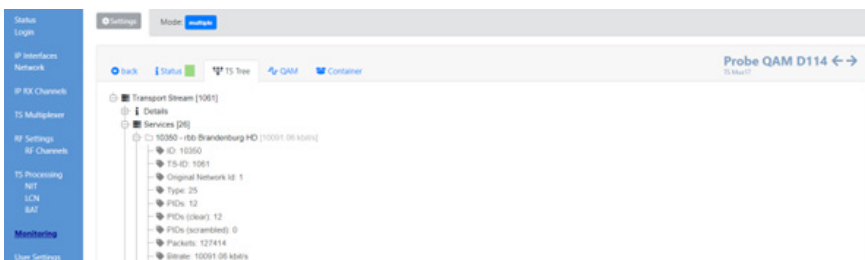 Status
Login
IP Interfaces
Network
IP RX Channels
TS Multiplexer
RF Settings
RF Channels
TS Processing
NIT
LCN
BAT
Monitoring
User Settings
Settings
Mode: multiple
back
Status
TS Tree
QAM
Container
Probe QAM D114
TS Mux17
Transport Stream [1061]
Details
Services [26]
10350 - rbb Brandenburg HD [10091.06 kbit/s]
ID: 10350
TS-ID: 1061
Original Network Id: 1
Type: 25
PIDs: 12
PIDs (clear): 12
PIDs (scrambled): 0
Packets: 127414
Bitrate: 10091.06 kbit/s